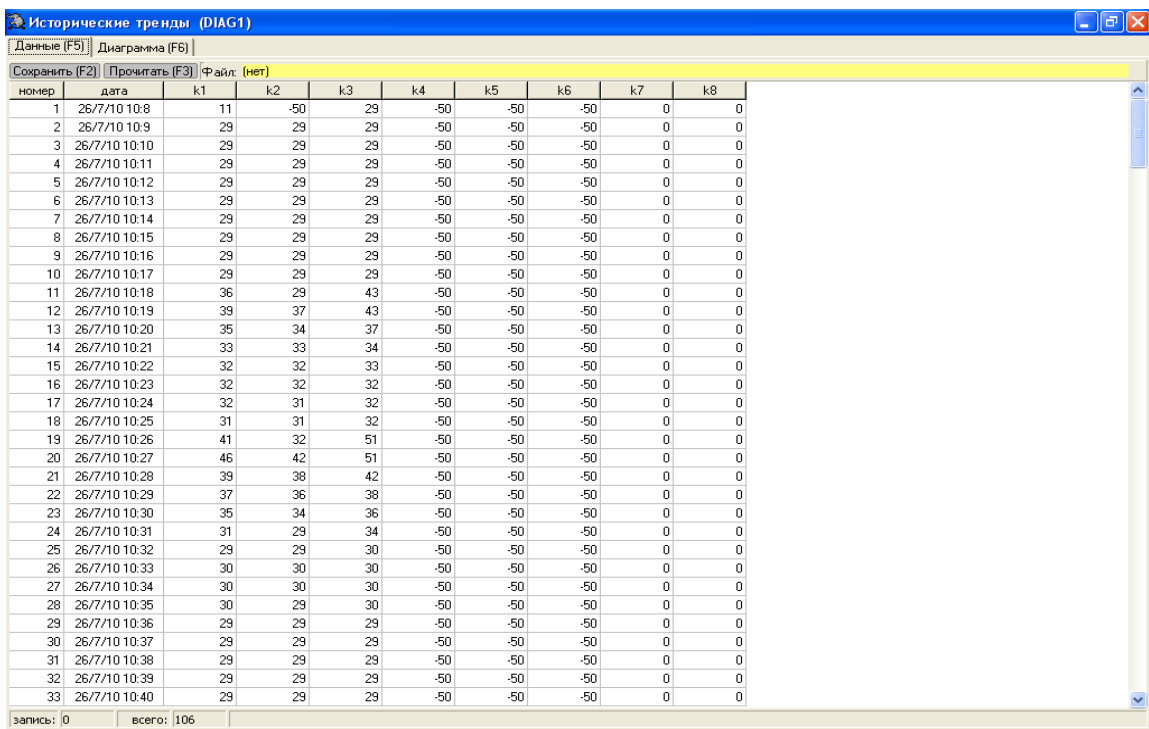 Исторические тренды (DIAG1)
Данные (F5) Диаграмма (F6)
Сохранить (F2) Прочитать (F3) Файл: (нет)
номер дата k1 k2 k3 k4 k5 k6 k7 k8
1 26/7/10 10:8 11 -50 29 -50 -50 -50 0 0
2 26/7/10 10:9 29 29 29 -50 -50 -50 0 0
3 26/7/10 10:10 29 29 29 -50 -50 -50 0 0
4 26/7/10 10:11 29 29 29 -50 -50 -50 0 0
5 26/7/10 10:12 29 29 29 -50 -50 -50 0 0
6 26/7/10 10:13 29 29 29 -50 -50 -50 0 0
7 26/7/10 10:14 29 29 29 -50 -50 -50 0 0
8 26/7/10 10:15 29 29 29 -50 -50 -50 0 0
9 26/7/10 10:16 29 29 29 -50 -50 -50 0 0
10 26/7/10 10:17 29 29 29 -50 -50 -50 0 0
11 26/7/10 10:18 36 29 43 -50 -50 -50 0 0
12 26/7/10 10:19 39 37 43 -50 -50 -50 0 0
13 26/7/10 10:20 35 34 37 -50 -50 -50 0 0
14 26/7/10 10:21 33 33 34 -50 -50 -50 0 0
15 26/7/10 10:22 32 32 33 -50 -50 -50 0 0
16 26/7/10 10:23 32 32 32 -50 -50 -50 0 0
17 26/7/10 10:24 32 31 32 -50 -50 -50 0 0
18 26/7/10 10:25 31 31 32 -50 -50 -50 0 0
19 26/7/10 10:26 41 32 51 -50 -50 -50 0 0
20 26/7/10 10:27 46 42 51 -50 -50 -50 0 0
21 26/7/10 10:28 39 38 42 -50 -50 -50 0 0
22 26/7/10 10:29 37 36 38 -50 -50 -50 0 0
23 26/7/10 10:30 35 34 36 -50 -50 -50 0 0
24 26/7/10 10:31 31 29 34 -50 -50 -50 0 0
25 26/7/10 10:32 29 29 30 -50 -50 -50 0 0
26 26/7/10 10:33 30 30 30 -50 -50 -50 0 0
27 26/7/10 10:34 30 30 30 -50 -50 -50 0 0
28 26/7/10 10:35 30 29 30 -50 -50 -50 0 0
29 26/7/10 10:36 29 29 29 -50 -50 -50 0 0
30 26/7/10 10:37 29 29 29 -50 -50 -50 0 0
31 26/7/10 10:38 29 29 29 -50 -50 -50 0 0
32 26/7/10 10:39 29 29 29 -50 -50 -50 0 0
33 26/7/10 10:40 29 29 29 -50 -50 -50 0 0
запись: 0 всего: 106